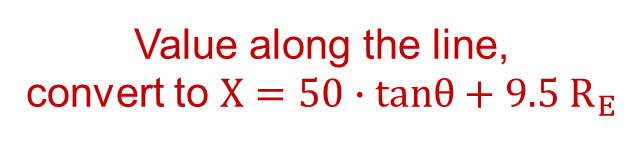 Value along the line,
convert to X = 50 · tanθ + 9.5 R_E